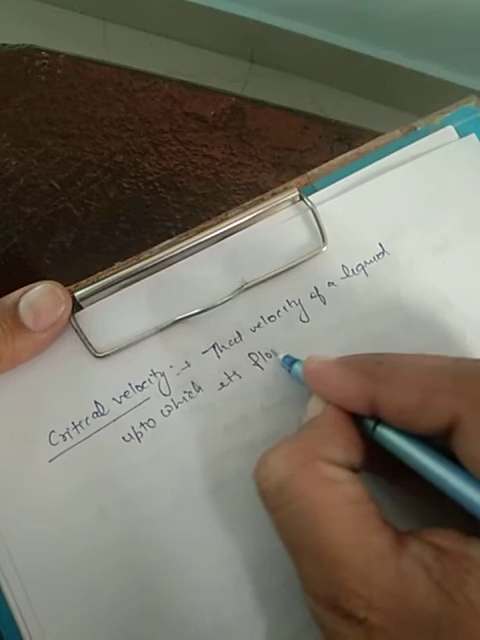 Critical velocity :→ That velocity of a liquid
upto which its flo